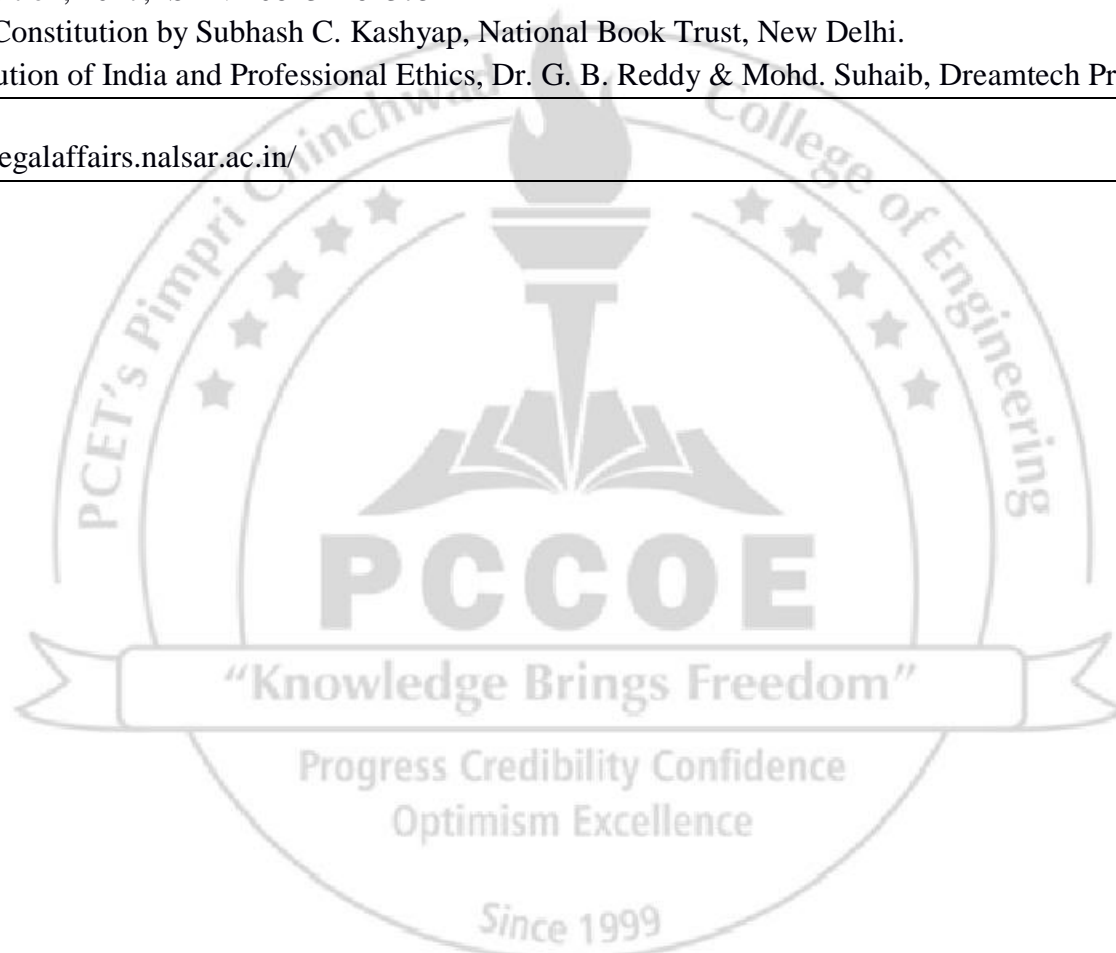 Constitution by Subhash C. Kashyap, National Book Trust, New Delhi.
ution of India and Professional Ethics, Dr. G. B. Reddy & Mohd. Suhaib, Dreamtech Pr
egalaffairs.nalsar.ac.in/
PCET's Pimpri Chinchwad College of Engineering
PCCOE
"Knowledge Brings Freedom"
Progress Credibility Confidence
Optimism Excellence
Since 1999